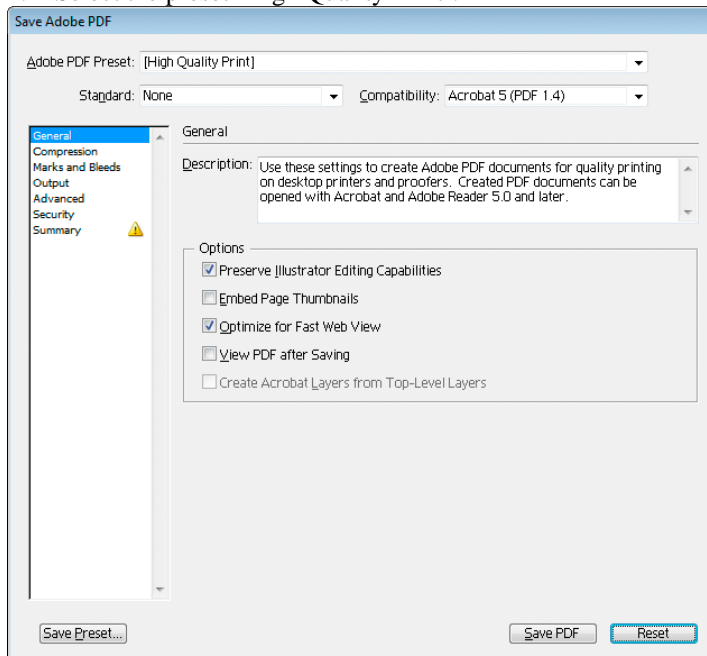 Save Adobe PDF
Adobe PDF Preset: [High Quality Print]
Standard: None Compatibility: Acrobat 5 (PDF 1.4)
General
Compression
Marks and Bleeds
Output
Advanced
Security
Summary
General
Description: Use these settings to create Adobe PDF documents for quality printing
on desktop printers and proofers. Created PDF documents can be
opened with Acrobat and Adobe Reader 5.0 and later.
Options
Preserve Illustrator Editing Capabilities
Embed Page Thumbnails
Optimize for Fast Web View
View PDF after Saving
Create Acrobat Layers from Top-Level Layers
Save Preset... Save PDF Reset